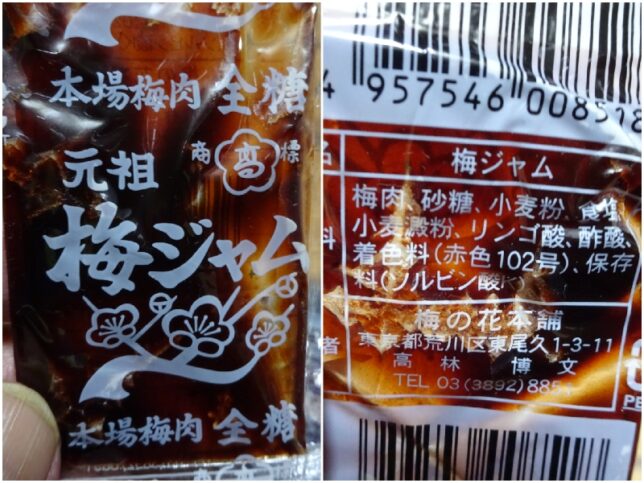 本場梅肉 全糖
元祖
商 高 標
梅ジャム
本場梅肉 全糖
4 957546 008518
名 梅ジャム
梅肉、砂糖、小麦粉、食塩、
料 小麦澱粉、リンゴ酸、酢酸、
着色料(赤色102号)、保存
料(ソルビン酸K)
梅の花本舗
者 東京都荒川区東尾久1-3-11
高林 博文
TEL 03(3892)885